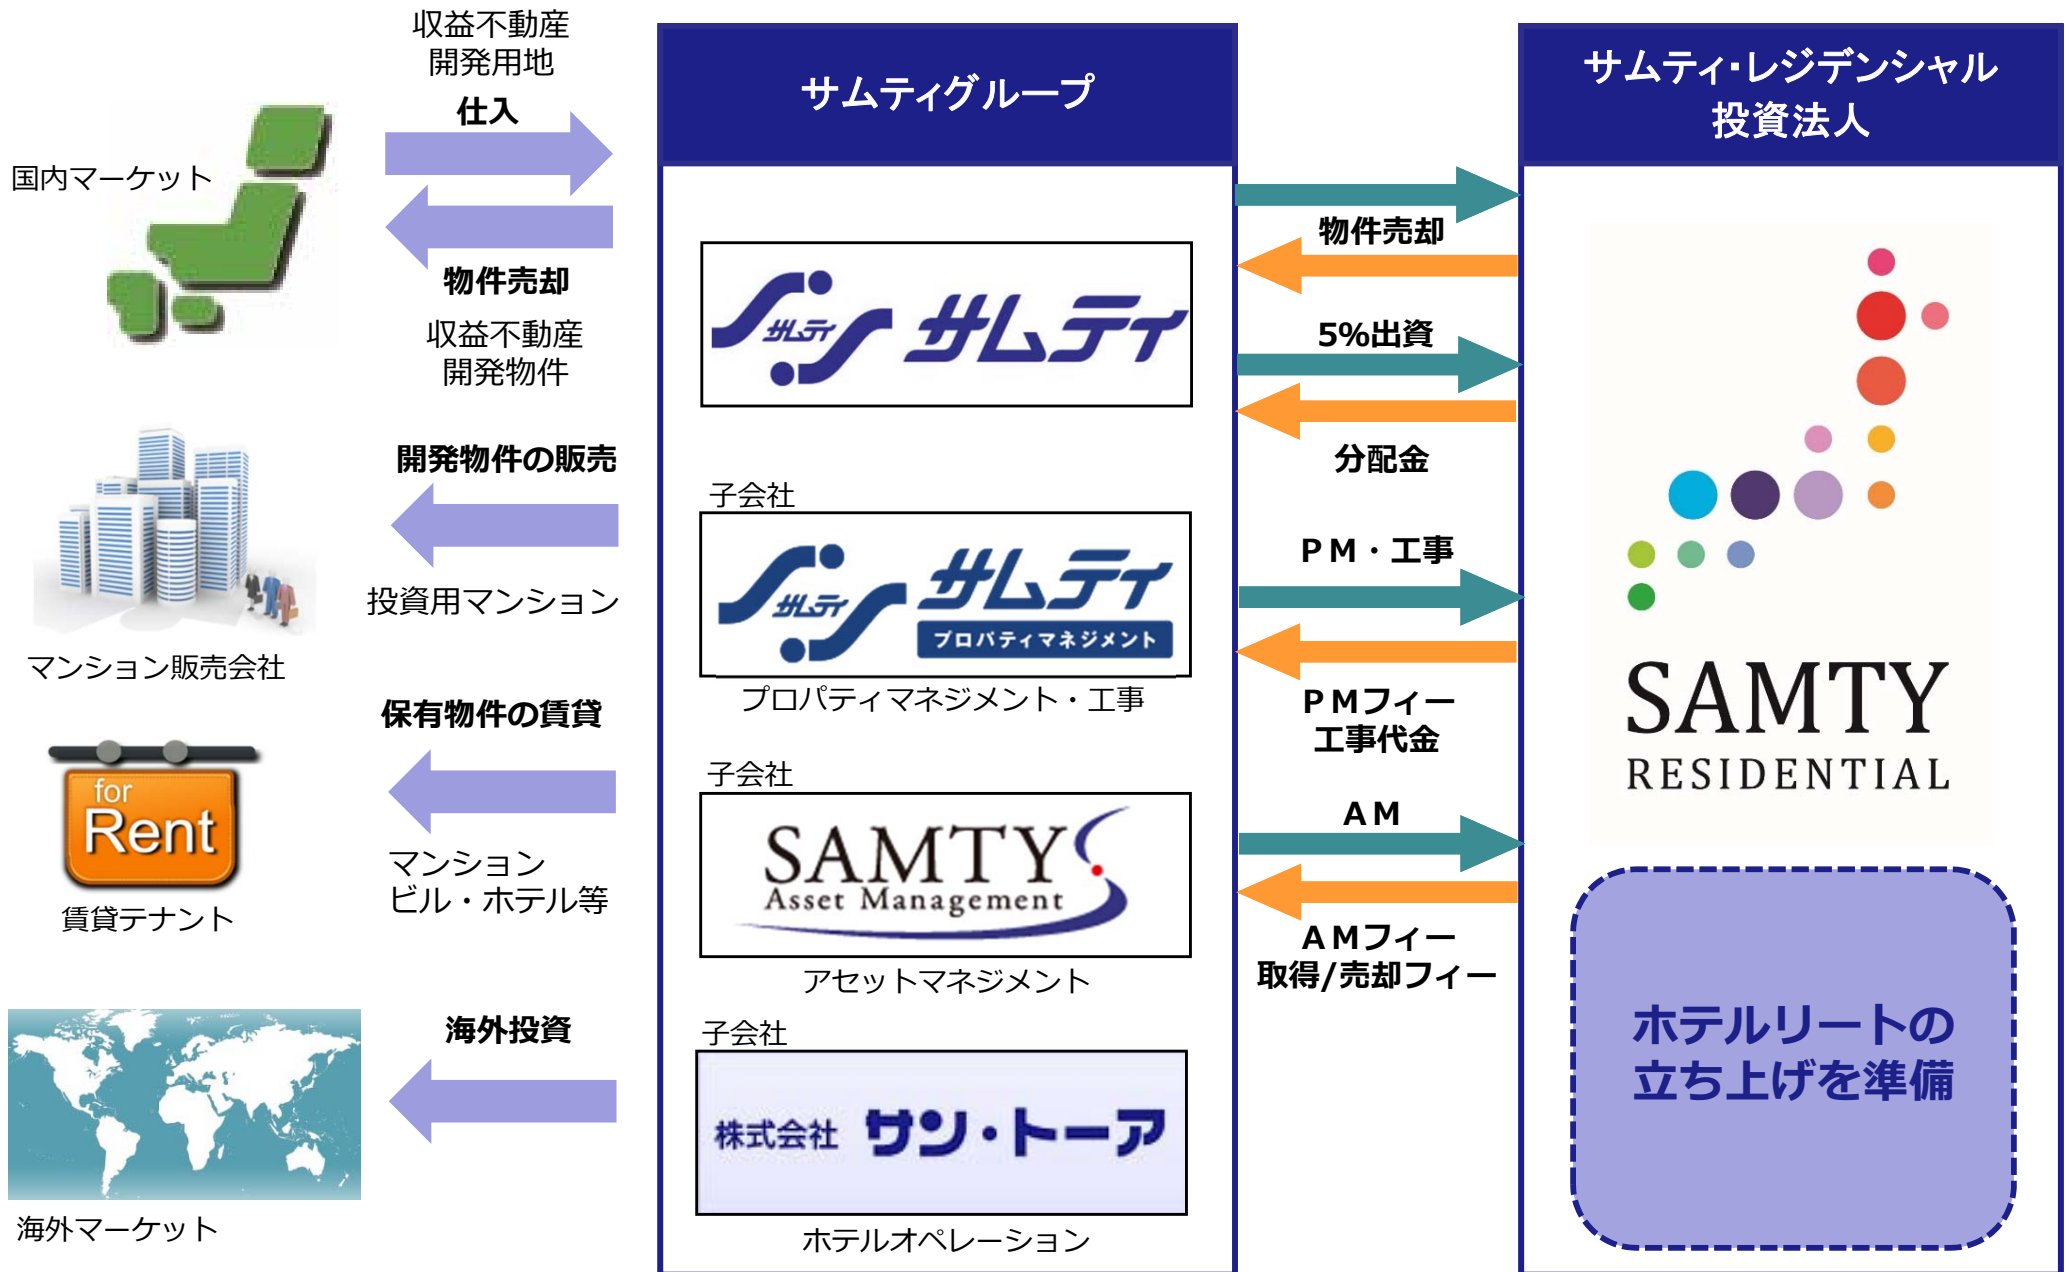 収益不動産
開発用地
仕入
国内マーケット
物件売却
収益不動産
開発物件
開発物件の販売
投資用マンション
マンション販売会社
保有物件の賃貸
for
Rent
マンション
ビル・ホテル等
賃貸テナント
海外投資
海外マーケット
サムティグループ
サムティ サムティ
子会社
サムティ サムティ
プロパティマネジメント
プロパティマネジメント・工事
子会社
SAMTY
Asset Management
アセットマネジメント
子会社
株式会社 サン・トーア
ホテルオペレーション
物件売却
5%出資
分配金
PM・工事
PMフィー
工事代金
AM
AMフィー
取得/売却フィー
サムティ・レジデンシャル
投資法人
SAMTY
RESIDENTIAL
ホテルリートの
立ち上げを準備